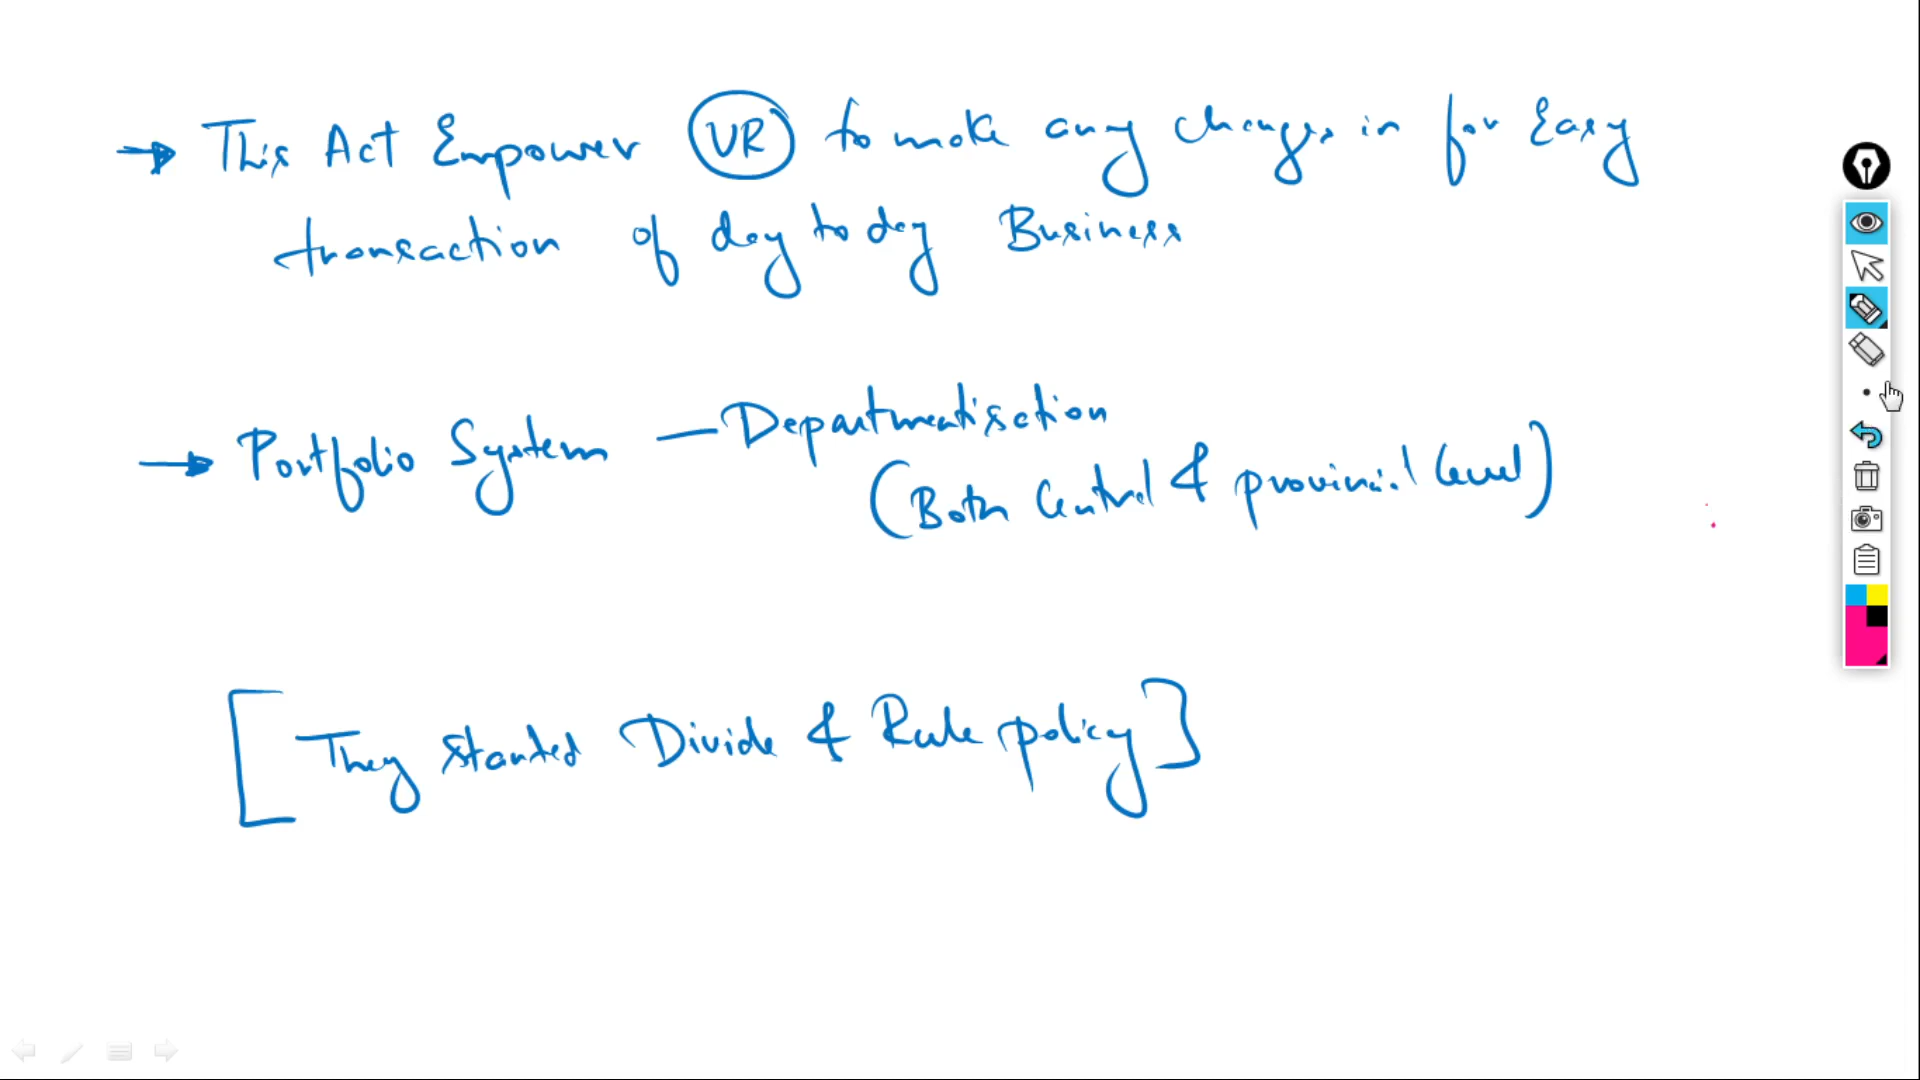 → This Act Empower VR to make any changes in for Easy
transaction of day to day Business
→ Portfolio System — Departmentisation
(Both Central & provincial level)
[They started Divide & Rule policy]